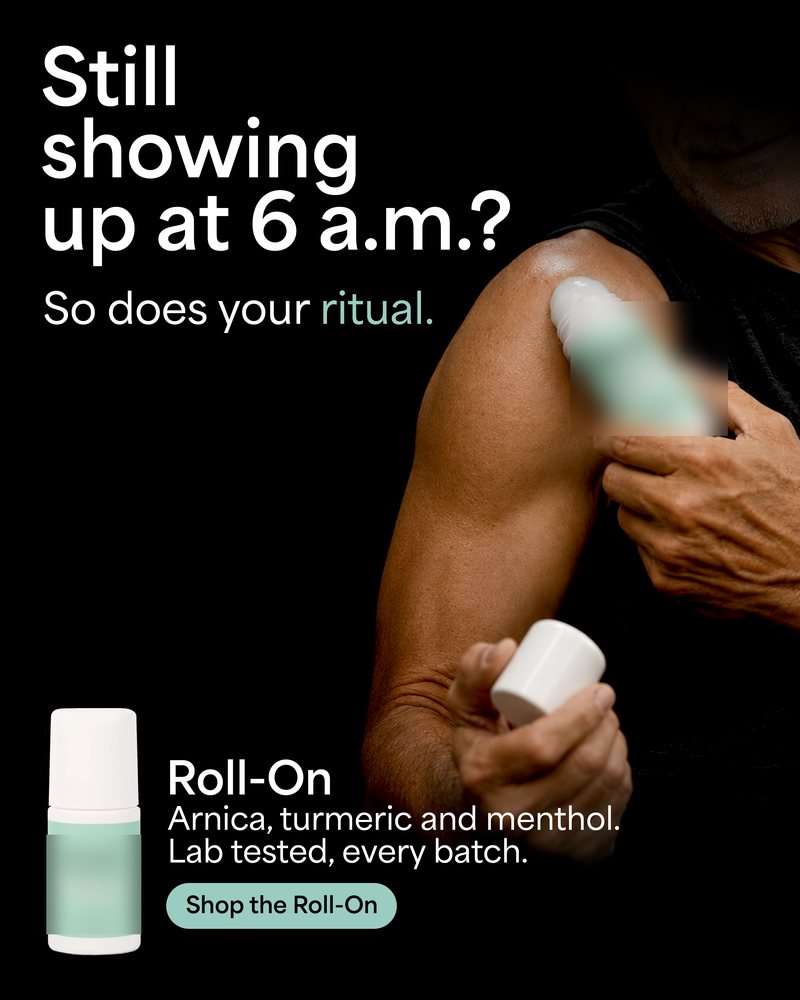 Still
showing
up at 6 a.m.?
So does your ritual.
Roll-On
Arnica, turmeric and menthol.
Lab tested, every batch.
Shop the Roll-On